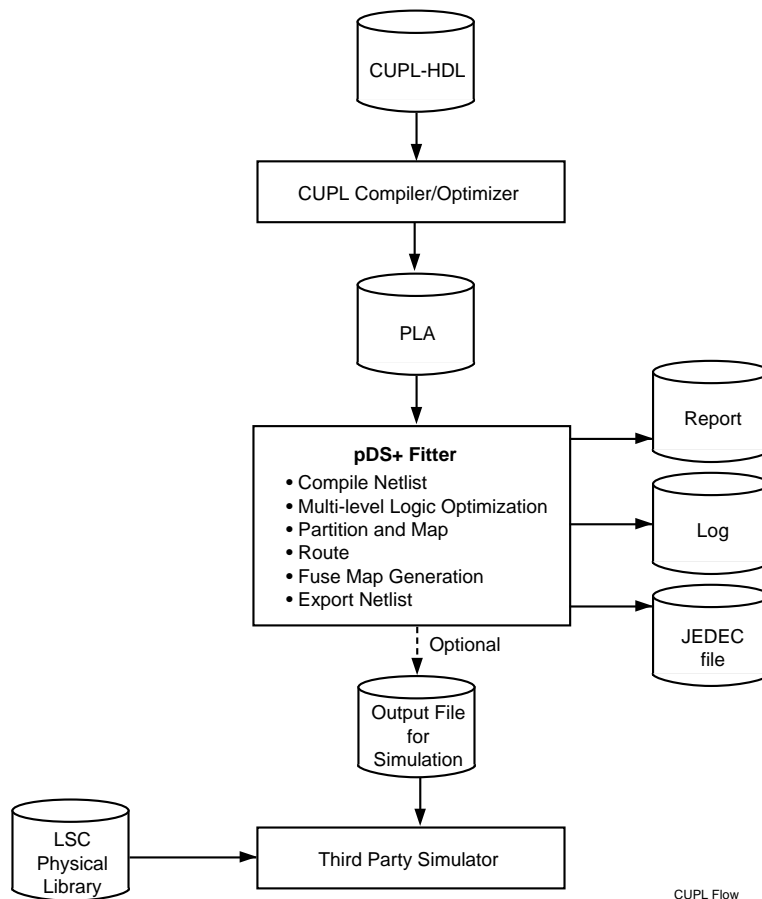 CUPL-HDL
CUPL Compiler/Optimizer
PLA
pDS+ Fitter
• Compile Netlist
• Multi-level Logic Optimization
• Partition and Map
• Route
• Fuse Map Generation
• Export Netlist
Report
Log
JEDEC
file
Optional
Output File
for
Simulation
LSC
Physical
Library
Third Party Simulator
CUPL Flow